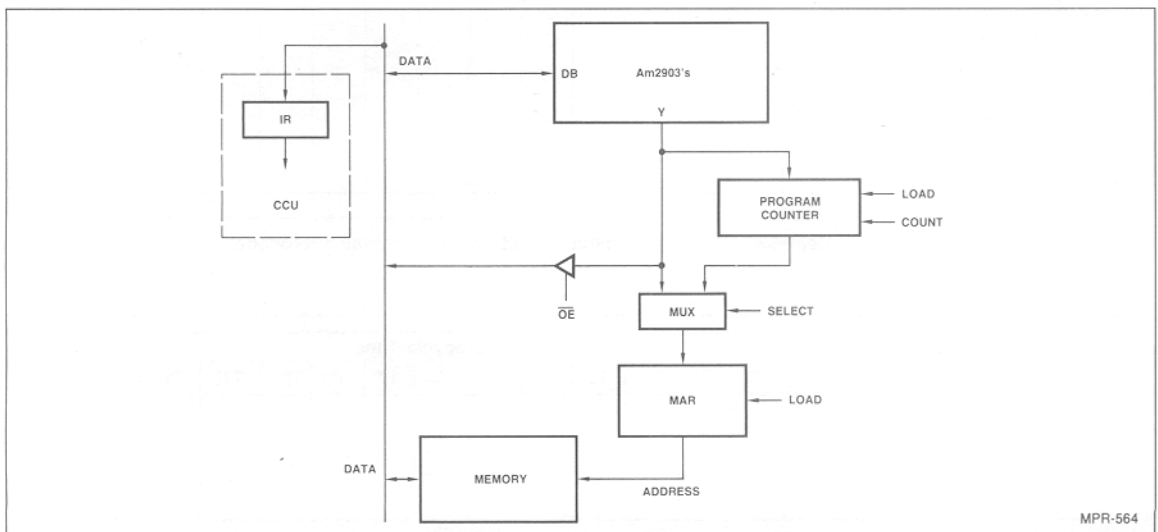 DATA
DB
Am2903's
Y
IR
CCU
PROGRAM
COUNTER
LOAD
COUNT
OE
MUX
SELECT
MAR
LOAD
DATA
MEMORY
ADDRESS
MPR-564